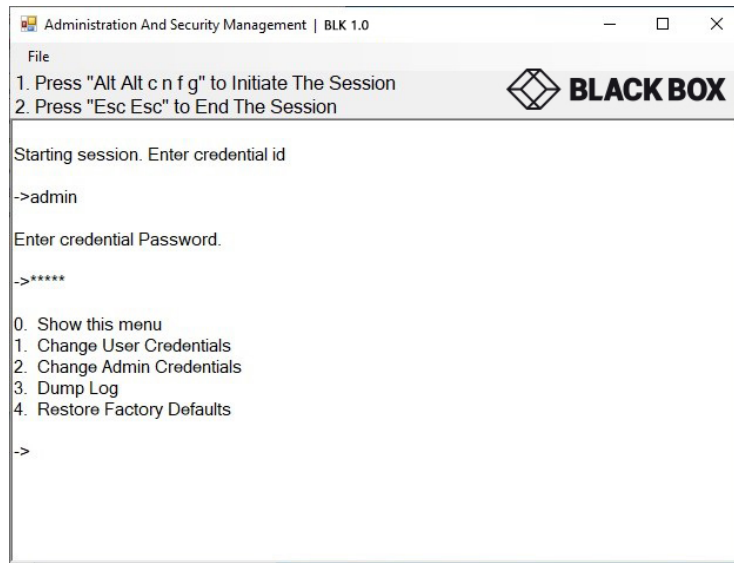 Administration And Security Management | BLK 1.0
File
1. Press "Alt Alt c n f g" to Initiate The Session
2. Press "Esc Esc" to End The Session
BLACK BOX
Starting session. Enter credential id
->admin
Enter credential Password.
->*****
0. Show this menu
1. Change User Credentials
2. Change Admin Credentials
3. Dump Log
4. Restore Factory Defaults
->